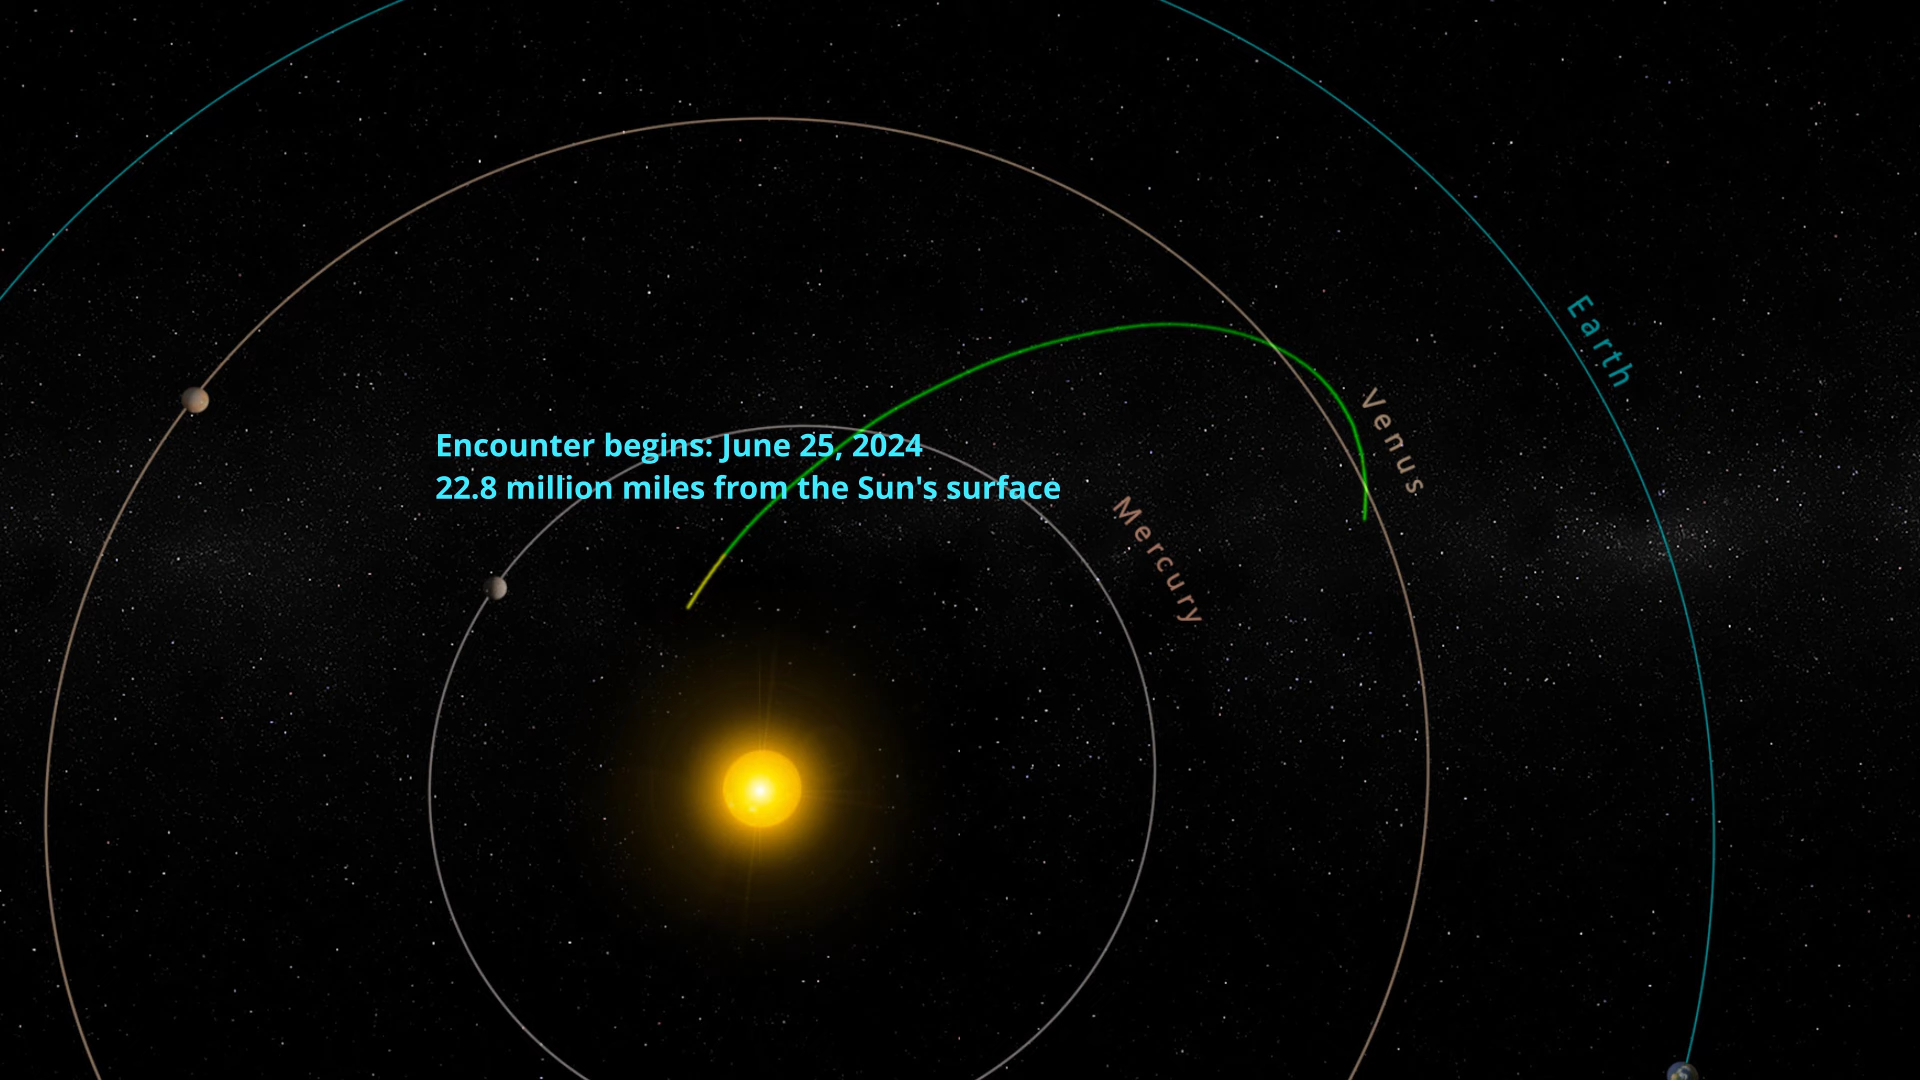 Earth
Venus
Encounter begins: June 25, 2024
22.8 million miles from the Sun's surface
Mercury